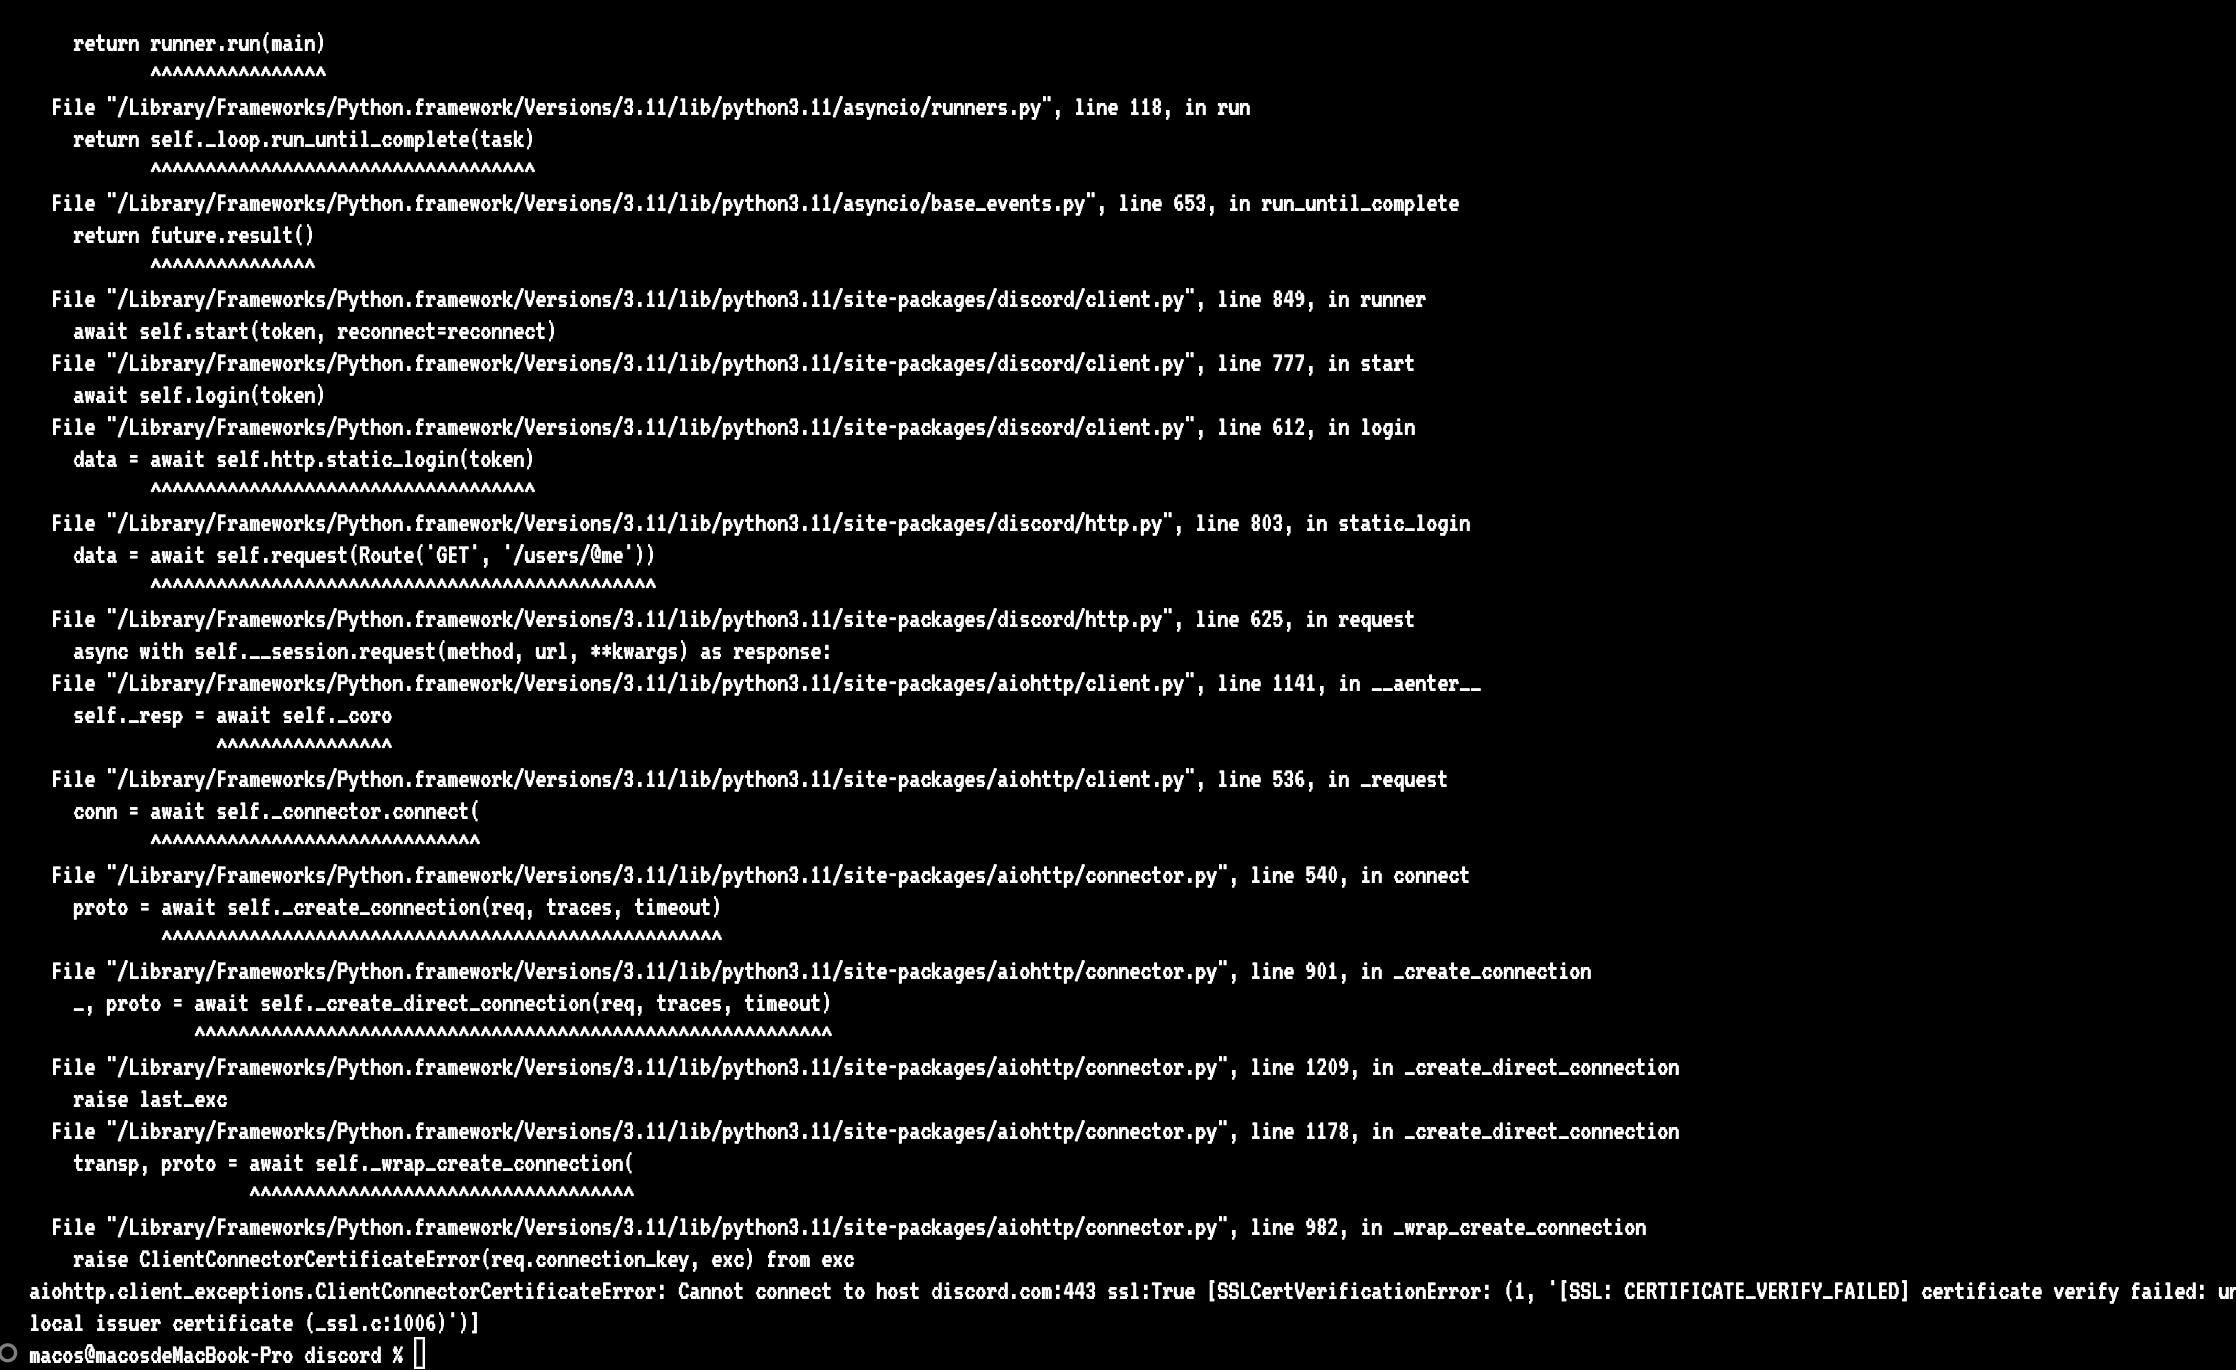 return runner.run(main)
^^^^^^^^^^^^^^^^
File "/Library/Frameworks/Python.framework/Versions/3.11/lib/python3.11/asyncio/runners.py", line 118, in run
return self._loop.run_until_complete(task)
^^^^^^^^^^^^^^^^^^^^^^^^^^^^^^^^^^^
File "/Library/Frameworks/Python.framework/Versions/3.11/lib/python3.11/asyncio/base_events.py", line 653, in run_until_complete
return future.result()
^^^^^^^^^^^^^^^
File "/Library/Frameworks/Python.framework/Versions/3.11/lib/python3.11/site-packages/discord/client.py", line 849, in runner
await self.start(token, reconnect=reconnect)
File "/Library/Frameworks/Python.framework/Versions/3.11/lib/python3.11/site-packages/discord/client.py", line 777, in start
await self.login(token)
File "/Library/Frameworks/Python.framework/Versions/3.11/lib/python3.11/site-packages/discord/client.py", line 612, in login
data = await self.http.static_login(token)
^^^^^^^^^^^^^^^^^^^^^^^^^^^^^^^^^^^
File "/Library/Frameworks/Python.framework/Versions/3.11/lib/python3.11/site-packages/discord/http.py", line 803, in static_login
data = await self.request(Route('GET', '/users/@me'))
^^^^^^^^^^^^^^^^^^^^^^^^^^^^^^^^^^^^^^^^^^^^^^
File "/Library/Frameworks/Python.framework/Versions/3.11/lib/python3.11/site-packages/discord/http.py", line 625, in request
async with self.__session.request(method, url, **kwargs) as response:
File "/Library/Frameworks/Python.framework/Versions/3.11/lib/python3.11/site-packages/aiohttp/client.py", line 1141, in __aenter__
self._resp = await self._coro
^^^^^^^^^^^^^^^^
File "/Library/Frameworks/Python.framework/Versions/3.11/lib/python3.11/site-packages/aiohttp/client.py", line 536, in _request
conn = await self._connector.connect(
^^^^^^^^^^^^^^^^^^^^^^^^^^^^^^
File "/Library/Frameworks/Python.framework/Versions/3.11/lib/python3.11/site-packages/aiohttp/connector.py", line 540, in connect
proto = await self._create_connection(req, traces, timeout)
^^^^^^^^^^^^^^^^^^^^^^^^^^^^^^^^^^^^^^^^^^^^^^^^^^^
File "/Library/Frameworks/Python.framework/Versions/3.11/lib/python3.11/site-packages/aiohttp/connector.py", line 901, in _create_connection
_, proto = await self._create_direct_connection(req, traces, timeout)
^^^^^^^^^^^^^^^^^^^^^^^^^^^^^^^^^^^^^^^^^^^^^^^^^^^^^^^^^^
File "/Library/Frameworks/Python.framework/Versions/3.11/lib/python3.11/site-packages/aiohttp/connector.py", line 1209, in _create_direct_connection
raise last_exc
File "/Library/Frameworks/Python.framework/Versions/3.11/lib/python3.11/site-packages/aiohttp/connector.py", line 1178, in _create_direct_connection
transp, proto = await self._wrap_create_connection(
^^^^^^^^^^^^^^^^^^^^^^^^^^^^^^^^^^^
File "/Library/Frameworks/Python.framework/Versions/3.11/lib/python3.11/site-packages/aiohttp/connector.py", line 982, in _wrap_create_connection
raise ClientConnectorCertificateError(req.connection_key, exc) from exc
aiohttp.client_exceptions.ClientConnectorCertificateError: Cannot connect to host discord.com:443 ssl:True [SSLCertVerificationError: (1, '[SSL: CERTIFICATE_VERIFY_FAILED] certificate verify failed:
local issuer certificate (_ssl.c:1006)')]
macos@macosdeMacBook-Pro discord %